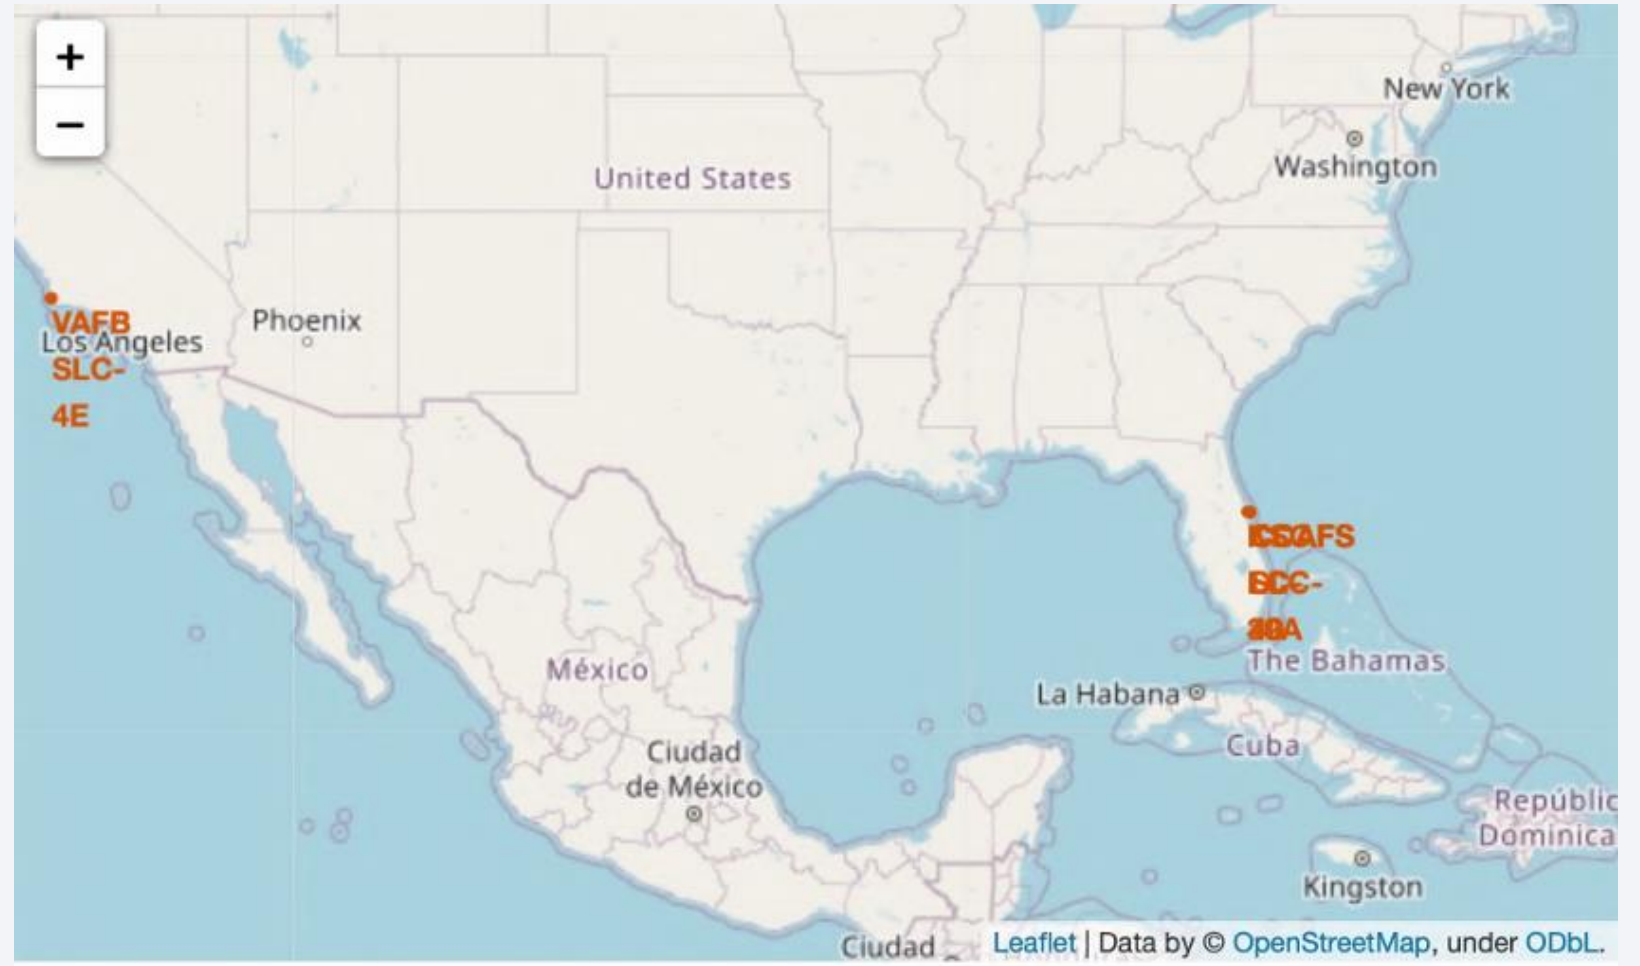 +
−
New York
Washington
United States
VAFB
Los Angeles
SLC-
4E
Phoenix
México
The Bahamas
La Habana
Cuba
Ciudad
de México
Repúblic
Dominica
Kingston
Ciudad
Leaflet | Data by © OpenStreetMap, under ODbL.